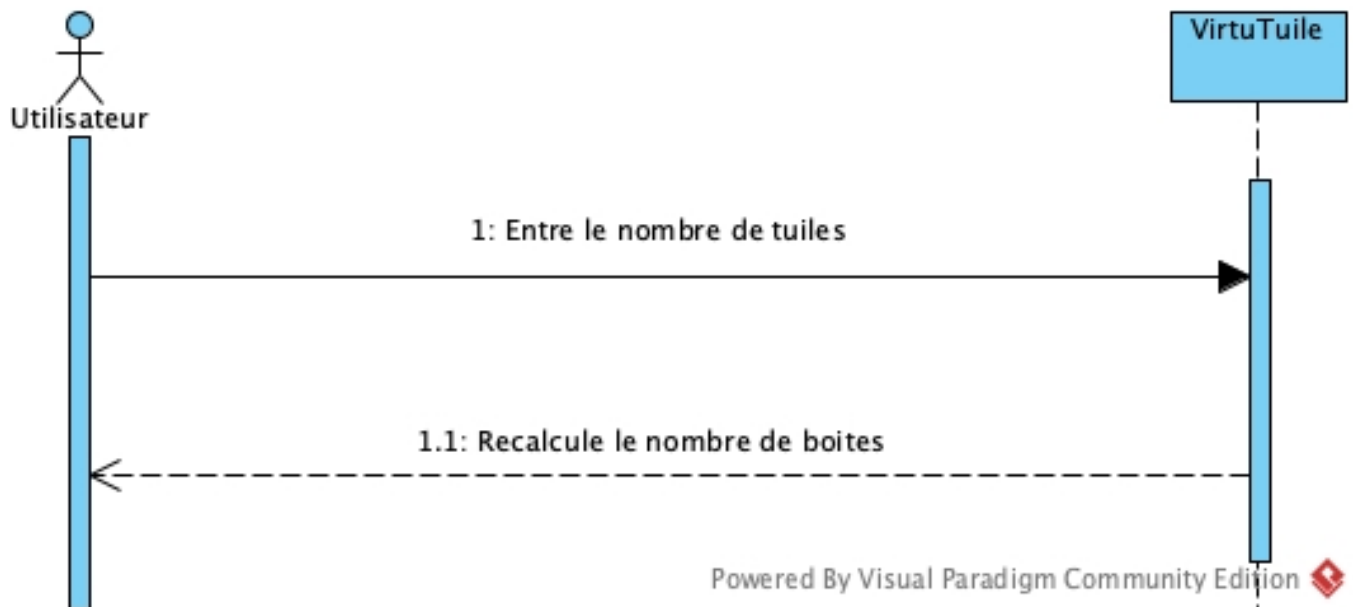 VirtuTuile
Utilisateur
1: Entre le nombre de tuiles
1.1: Recalcule le nombre de boites
Powered By Visual Paradigm Community Edition